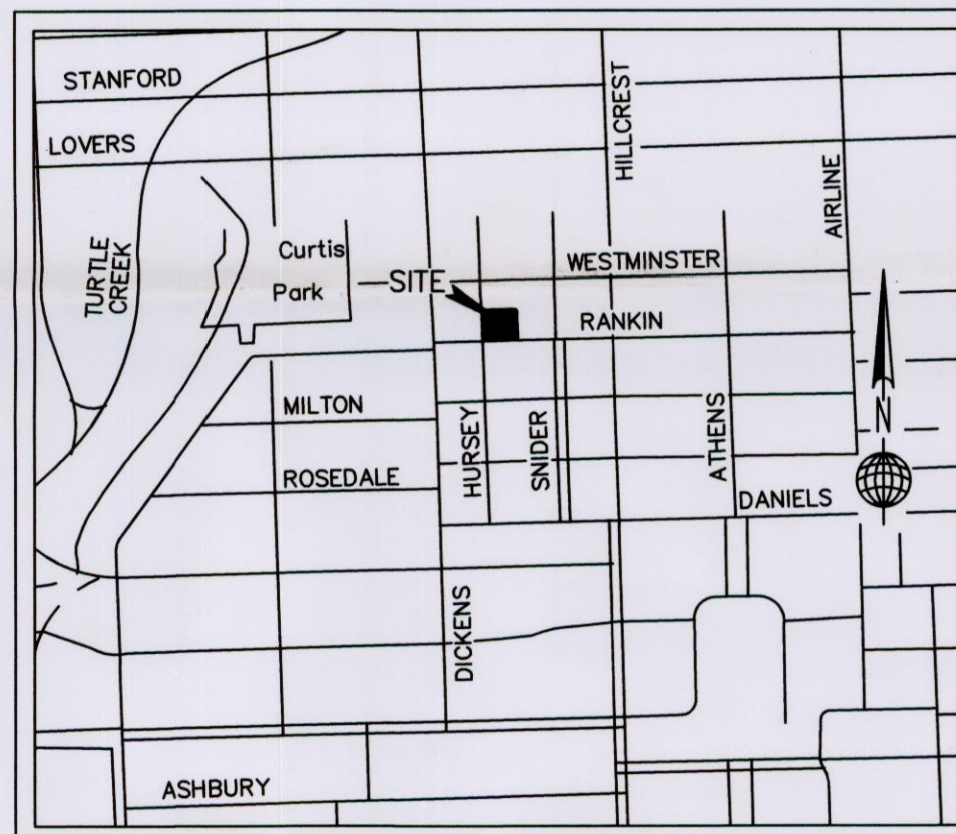 STANFORD
LOVERS
HILLCREST
AIRLINE
TURTLE
CREEK
Curtis
Park
SITE
WESTMINSTER
RANKIN
MILTON
HURSEY
SNIDER
ATHENS
N
ROSEDALE
DANIELS
DICKENS
ASHBURY